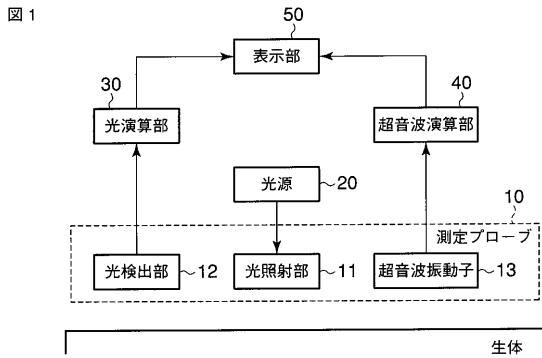 図1
50
表示部
30
光演算部
40
超音波演算部
光源
20
10
測定プローブ
光検出部
12
光照射部
11
超音波振動子
13
生体